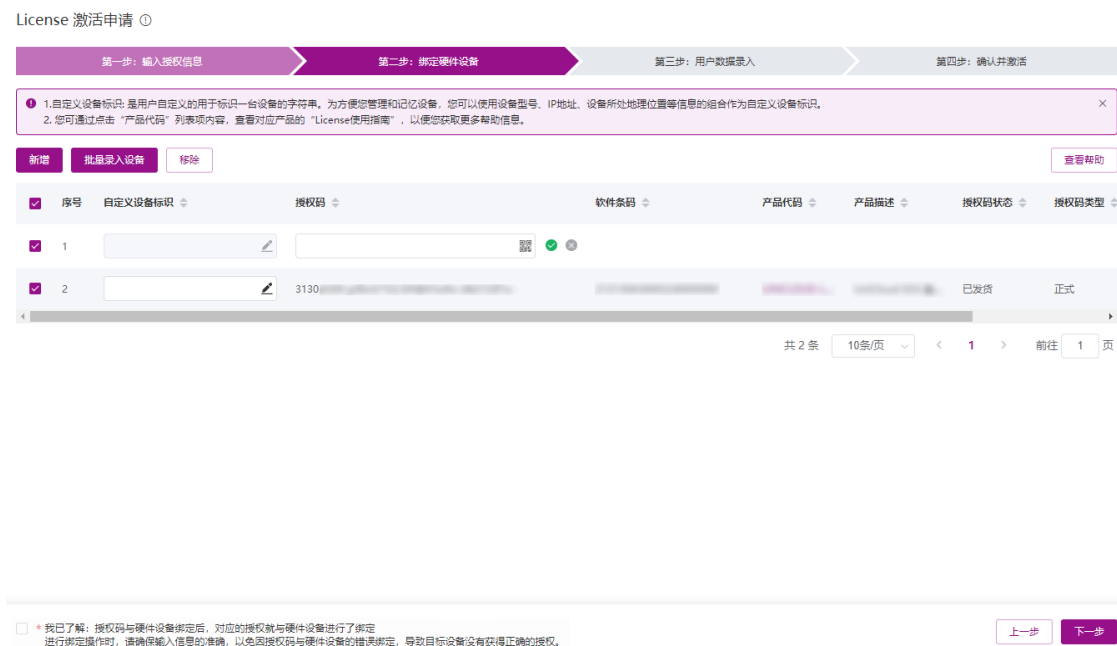 License 激活申请
第一步：输入授权信息
第二步：绑定硬件设备
第三步：用户数据录入
第四步：确认并激活
1.自定义设备标识: 是用户自定义的用于标识一台设备的字符串。为方便您管理和记忆设备，您可以使用设备型号、IP地址、设备所处地理位置等信息的组合作为自定义设备标识。
2. 您可通过点击“产品代码”列表项内容，查看对应产品的“License使用指南”，以便您获取更多帮助信息。
新增 批量录入设备 移除 查看帮助
序号 自定义设备标识 授权码 软件条码 产品代码 产品描述 授权码状态 授权码类型
1
2 3130 已发货 正式
共 2 条 10条/页 1 前往 1 页
* 我已了解：授权码与硬件设备绑定后，对应的授权就与硬件设备进行了绑定
进行绑定操作时，请确保输入信息的准确，以免因授权码与硬件设备的错误绑定，导致目标设备没有获得正确的授权。
上一步 下一步